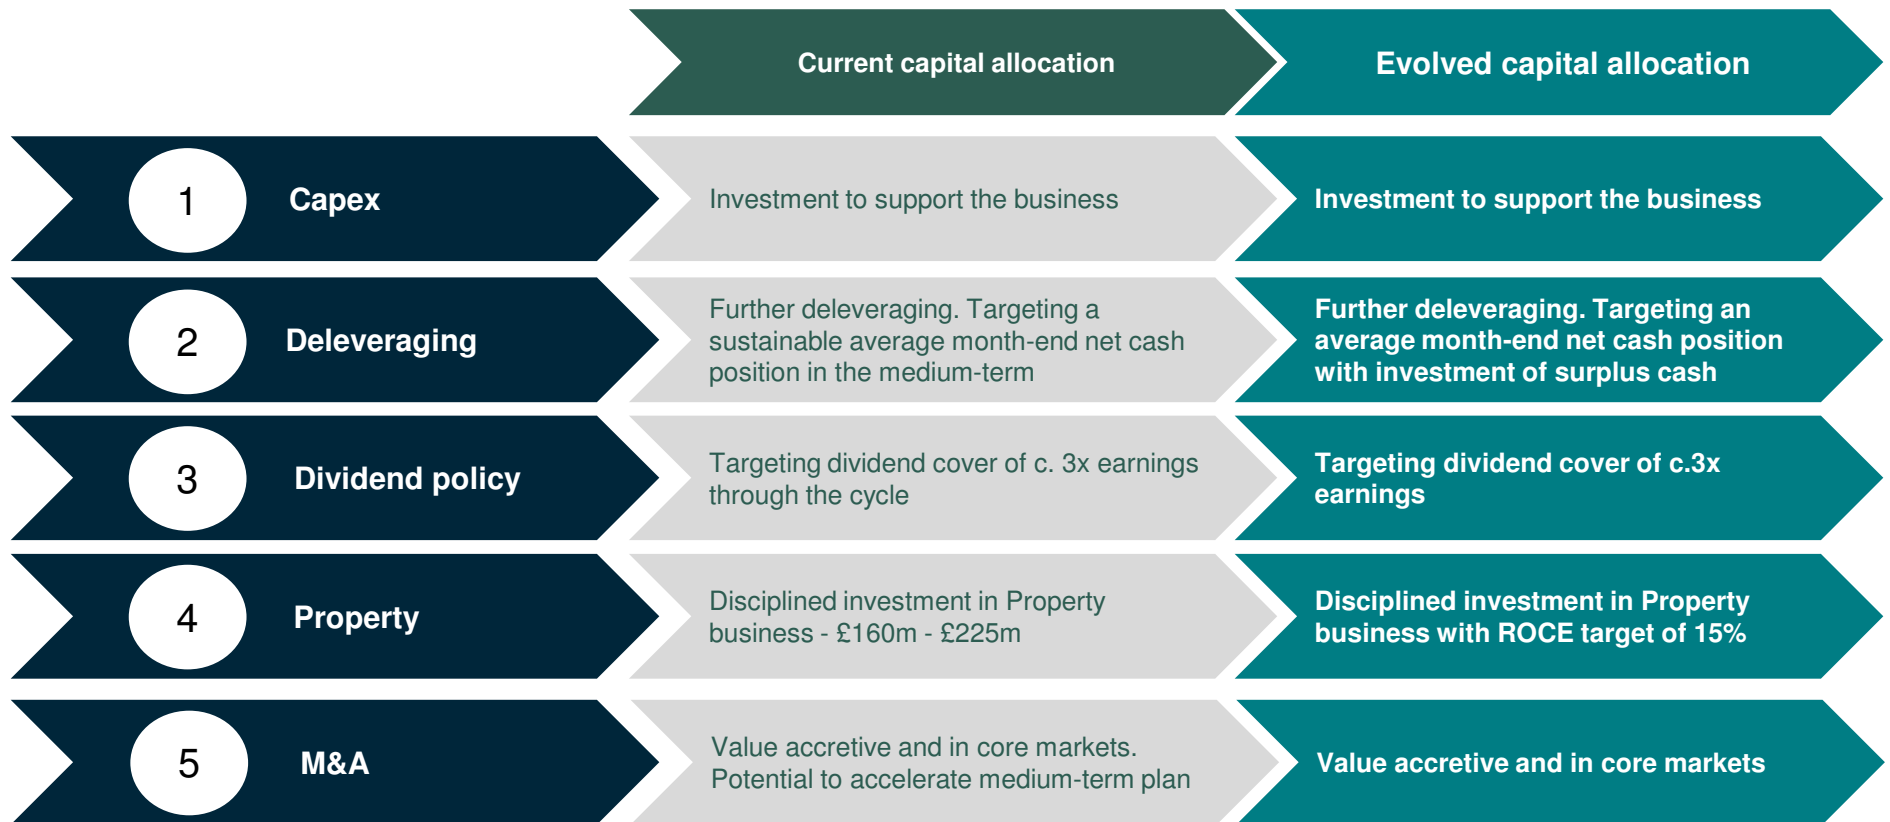 Current capital allocation
Evolved capital allocation
1
Capex
Investment to support the business
Investment to support the business
2
Deleveraging
Further deleveraging. Targeting a
sustainable average month-end net cash
position in the medium-term
Further deleveraging. Targeting an
average month-end net cash position
with investment of surplus cash
3
Dividend policy
Targeting dividend cover of c. 3x earnings
through the cycle
Targeting dividend cover of c.3x
earnings
4
Property
Disciplined investment in Property
business - £160m - £225m
Disciplined investment in Property
business with ROCE target of 15%
5
M&A
Value accretive and in core markets.
Potential to accelerate medium-term plan
Value accretive and in core markets